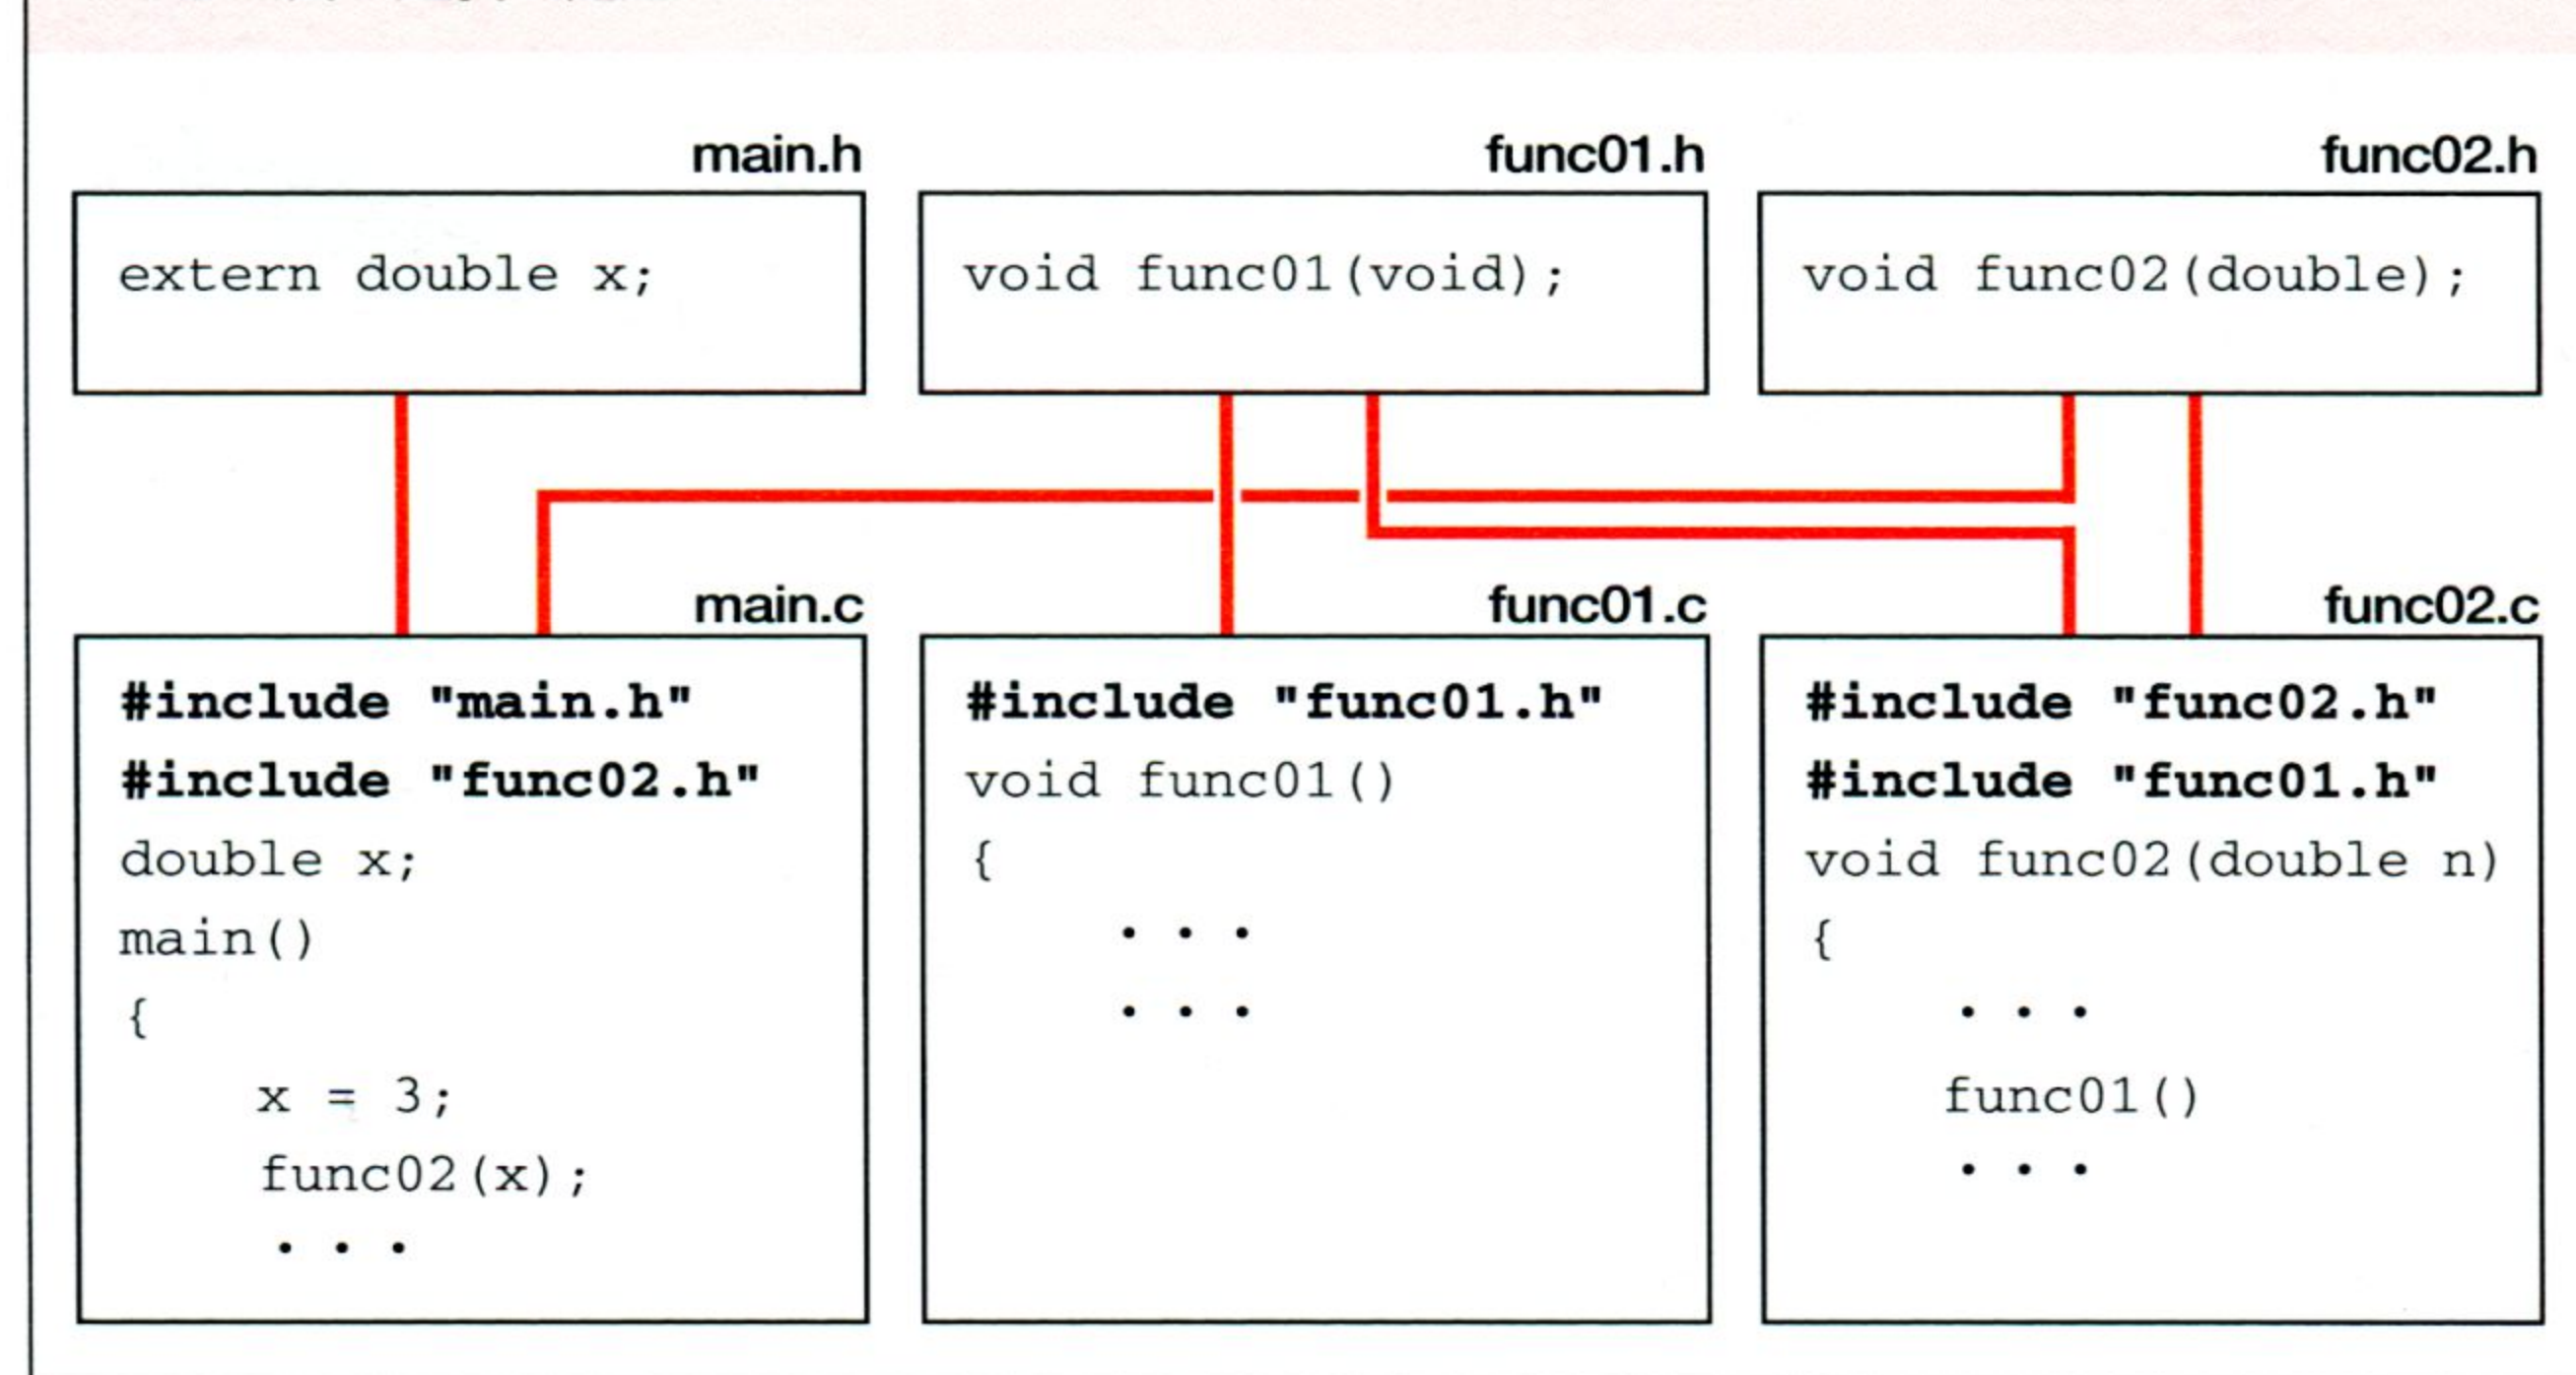 main.h
extern double x;
func01.h
void func01(void);
func02.h
void func02(double);
main.c
#include "main.h"
#include "func02.h"
double x;
main()
{
x = 3;
func02(x);
・・・
func01.c
#include "func01.h"
void func01()
{
・・・
・・・
func02.c
#include "func02.h"
#include "func01.h"
void func02(double n)
{
・・・
func01()
・・・